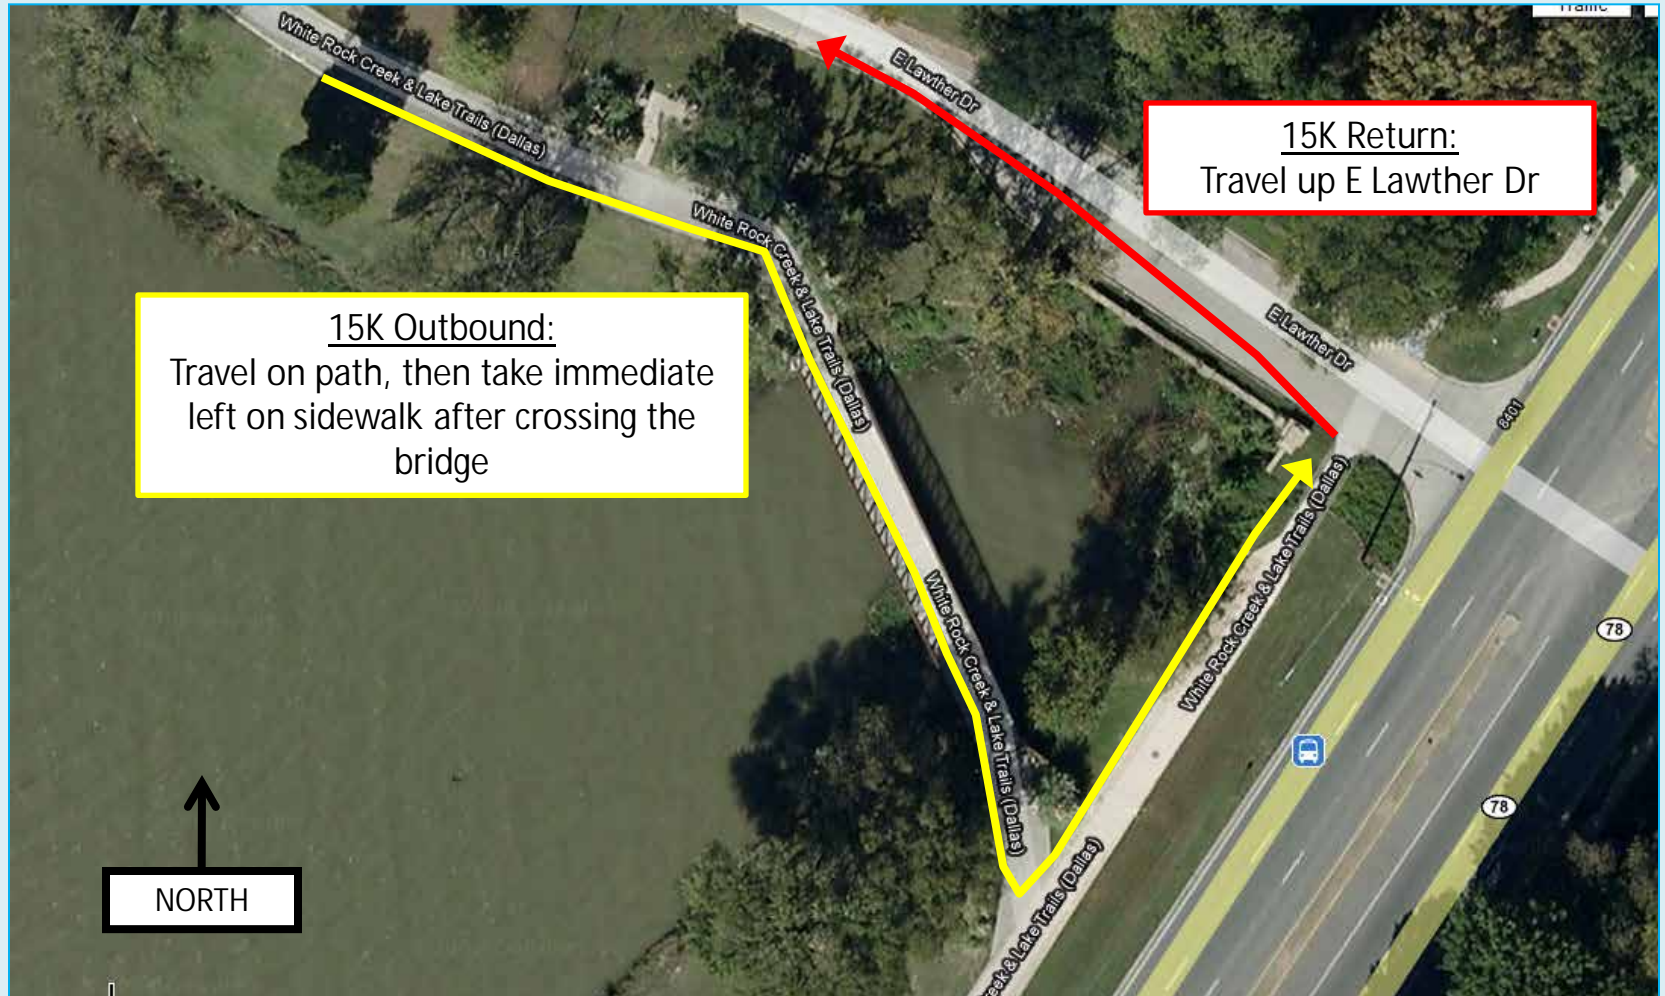 Traffic
White Rock Creek & Lake Trails (Dallas)
E Lawther Dr
15K Return:
Travel up E Lawther Dr
White Rock Creek & Lake Trails (Dallas)
15K Outbound:
Travel on path, then take immediate
left on sidewalk after crossing the
bridge
E Lawther Dr
8401
White Rock Creek & Lake Trails (Dallas)
White Rock Creek & Lake Trails (Dallas)
78
78
NORTH
Creek & Lake Trails (Dallas)